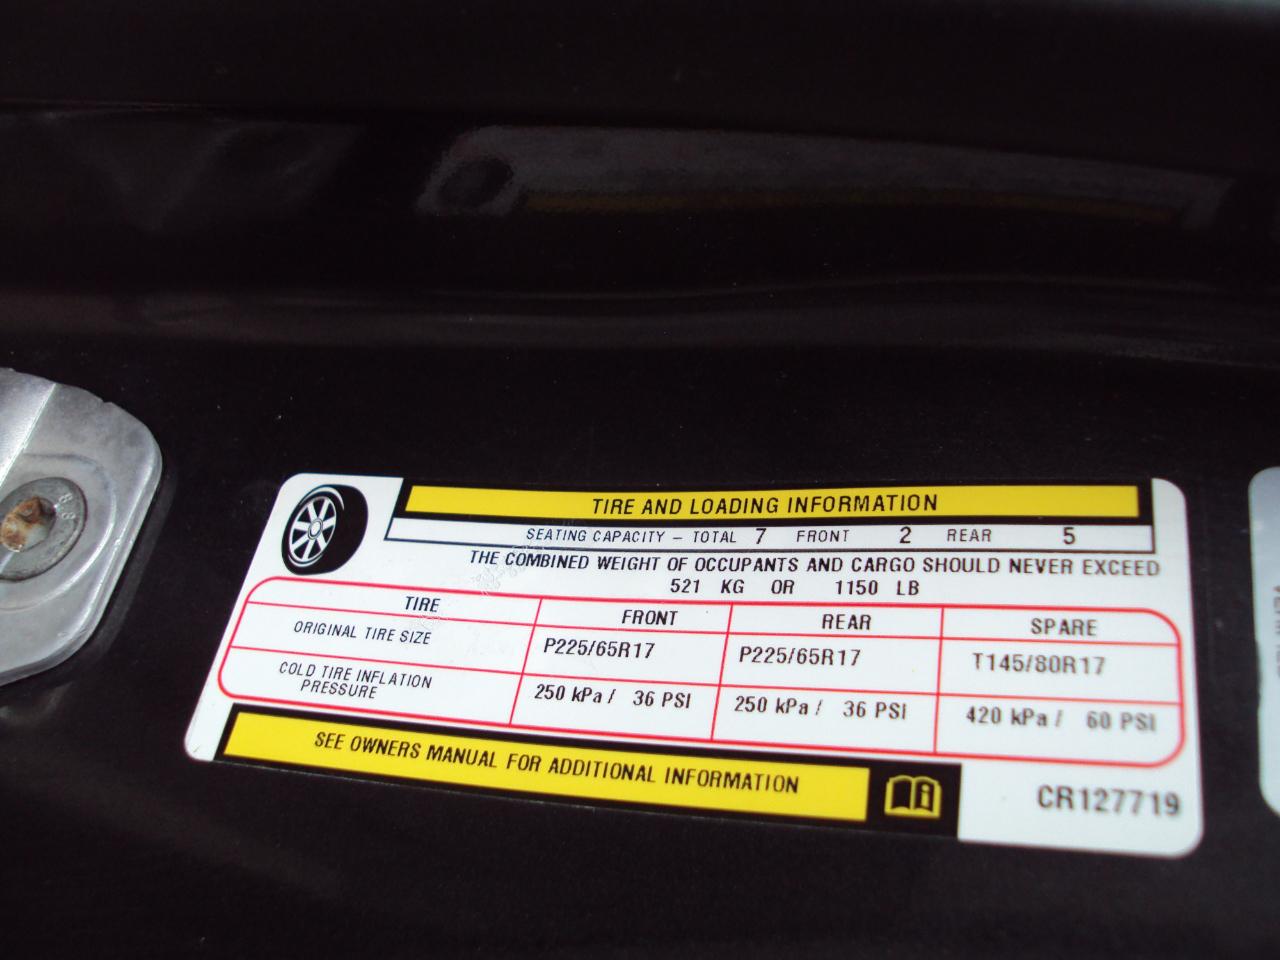 TIRE AND LOADING INFORMATION
SEATING CAPACITY – TOTAL 7 FRONT 2 REAR 5
THE COMBINED WEIGHT OF OCCUPANTS AND CARGO SHOULD NEVER EXCEED
521 KG OR 1150 LB
TIRE FRONT REAR SPARE
ORIGINAL TIRE SIZE P225/65R17 P225/65R17 T145/80R17
COLD TIRE INFLATION
PRESSURE 250 kPa / 36 PSI 250 kPa / 36 PSI 420 kPa / 60 PSI
SEE OWNERS MANUAL FOR ADDITIONAL INFORMATION
CR127719
8.8